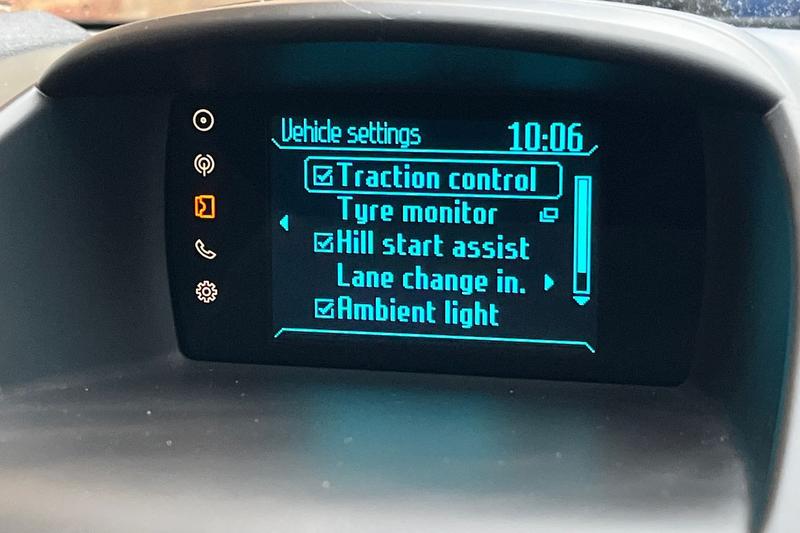 Vehicle settings 10:06
Traction control
Tyre monitor
Hill start assist
Lane change in.
Ambient light